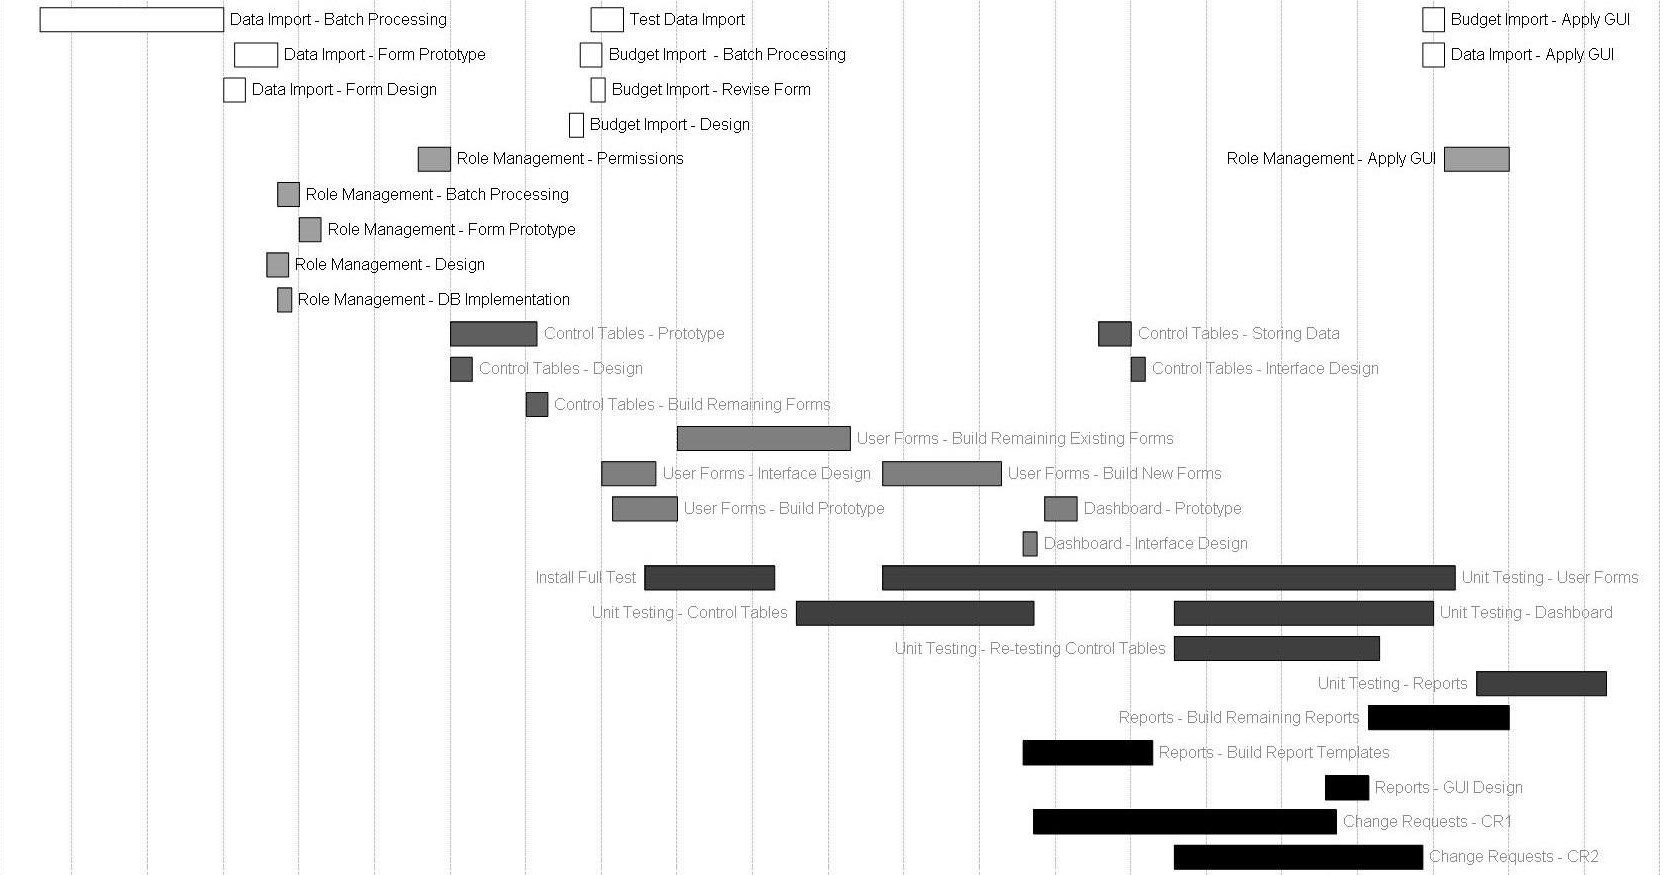 Data Import - Batch Processing
Test Data Import
Budget Import - Apply GUI
Data Import - Form Prototype
Budget Import - Batch Processing
Data Import - Apply GUI
Data Import - Form Design
Budget Import - Revise Form
Budget Import - Design
Role Management - Permissions
Role Management - Apply GUI
Role Management - Batch Processing
Role Management - Form Prototype
Role Management - Design
Role Management - DB Implementation
Control Tables - Prototype
Control Tables - Storing Data
Control Tables - Design
Control Tables - Interface Design
Control Tables - Build Remaining Forms
User Forms - Build Remaining Existing Forms
User Forms - Interface Design
User Forms - Build New Forms
User Forms - Build Prototype
Dashboard - Prototype
Dashboard - Interface Design
Install Full Test
Unit Testing - User Forms
Unit Testing - Control Tables
Unit Testing - Dashboard
Unit Testing - Re-testing Control Tables
Unit Testing - Reports
Reports - Build Remaining Reports
Reports - Build Report Templates
Reports - GUI Design
Change Requests - CR1
Change Requests - CR2